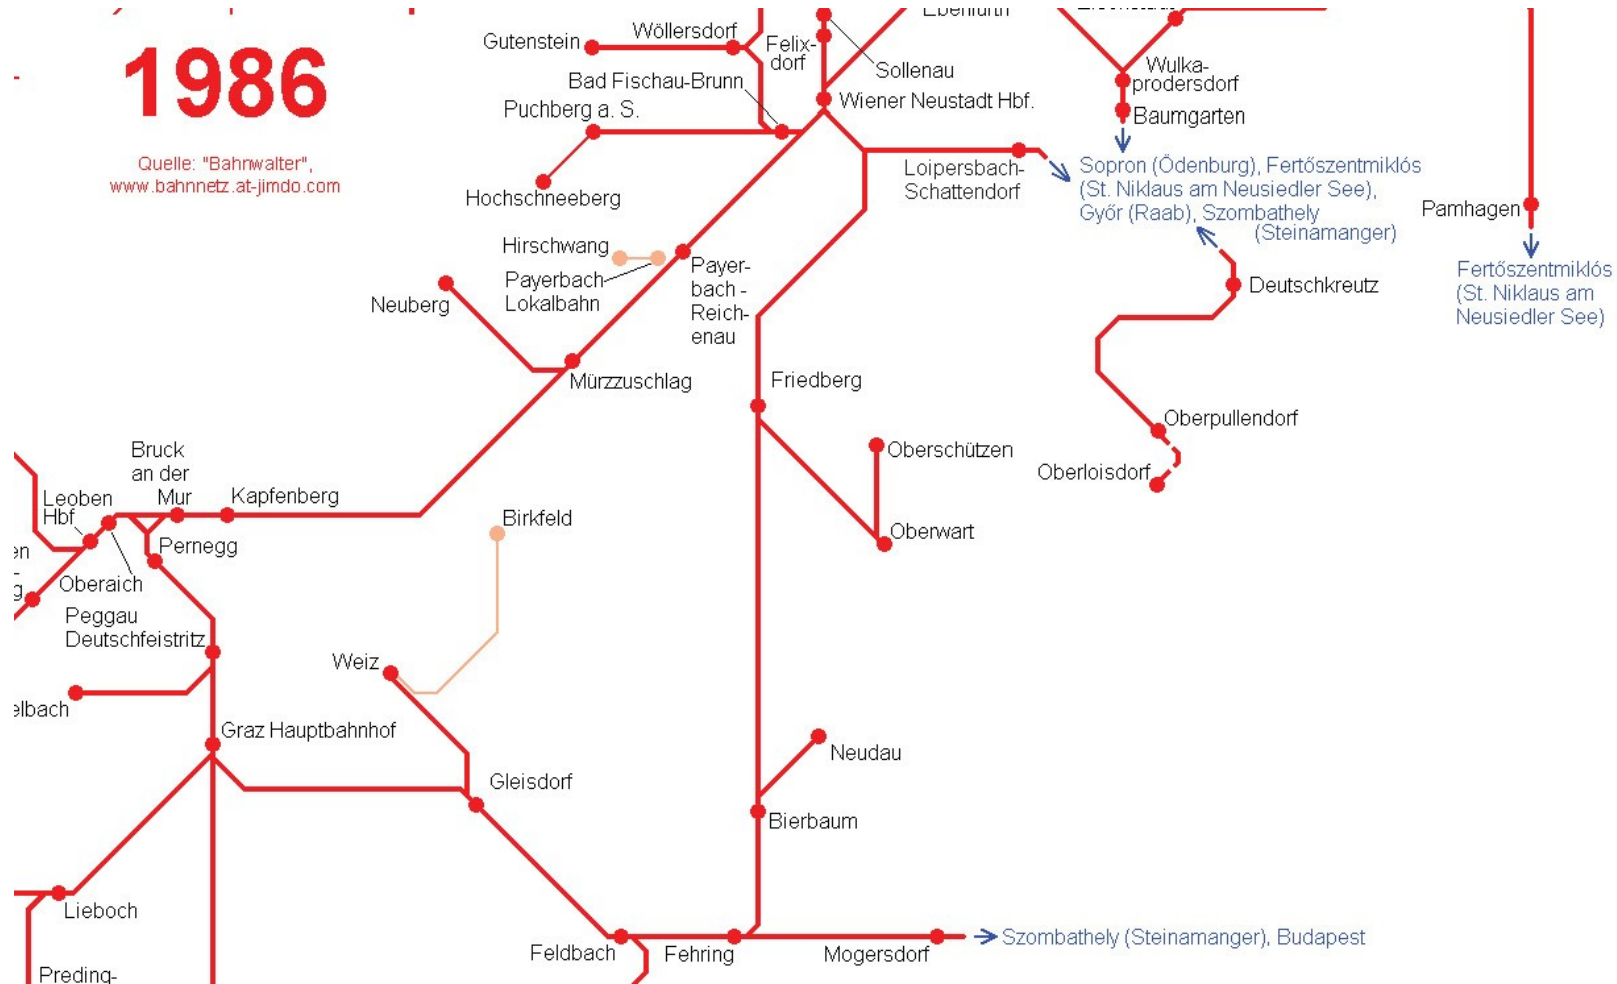 1986
Quelle: "Bahnwalter",
www.bahnnetz.at-jimdo.com
Gutenstein
Wöllersdorf
Felix-
dorf
Sollenau
Bad Fischau-Brunn
Puchberg a. S.
Wiener Neustadt Hbf.
Hochschneeberg
Wulka-
prodersdorf
Baumgarten
Loipersbach-
Schattendorf
Sopron (Ödenburg), Fertőszentmiklós
(St. Niklaus am Neusiedler See),
Győr (Raab), Szombathely
(Steinamanger)
Pamhagen
Fertőszentmiklós
(St. Niklaus am
Neusiedler See)
Hirschwang
Payerbach-
Lokalbahn
Payer-
bach -
Reich-
enau
Neuberg
Deutschkreutz
Mürzzuschlag
Friedberg
Oberpullendorf
Oberschützen
Oberloisdorf
Oberwart
Bruck
an der
Mur
Kapfenberg
Leoben
Hbf
Birkfeld
Pernegg
Oberaich
Peggau
Deutschfeistritz
Weiz
elbach
Graz Hauptbahnhof
Neudau
Gleisdorf
Bierbaum
Lieboch
Feldbach
Fehring
Mogersdorf
Szombathely (Steinamanger), Budapest
Preding-